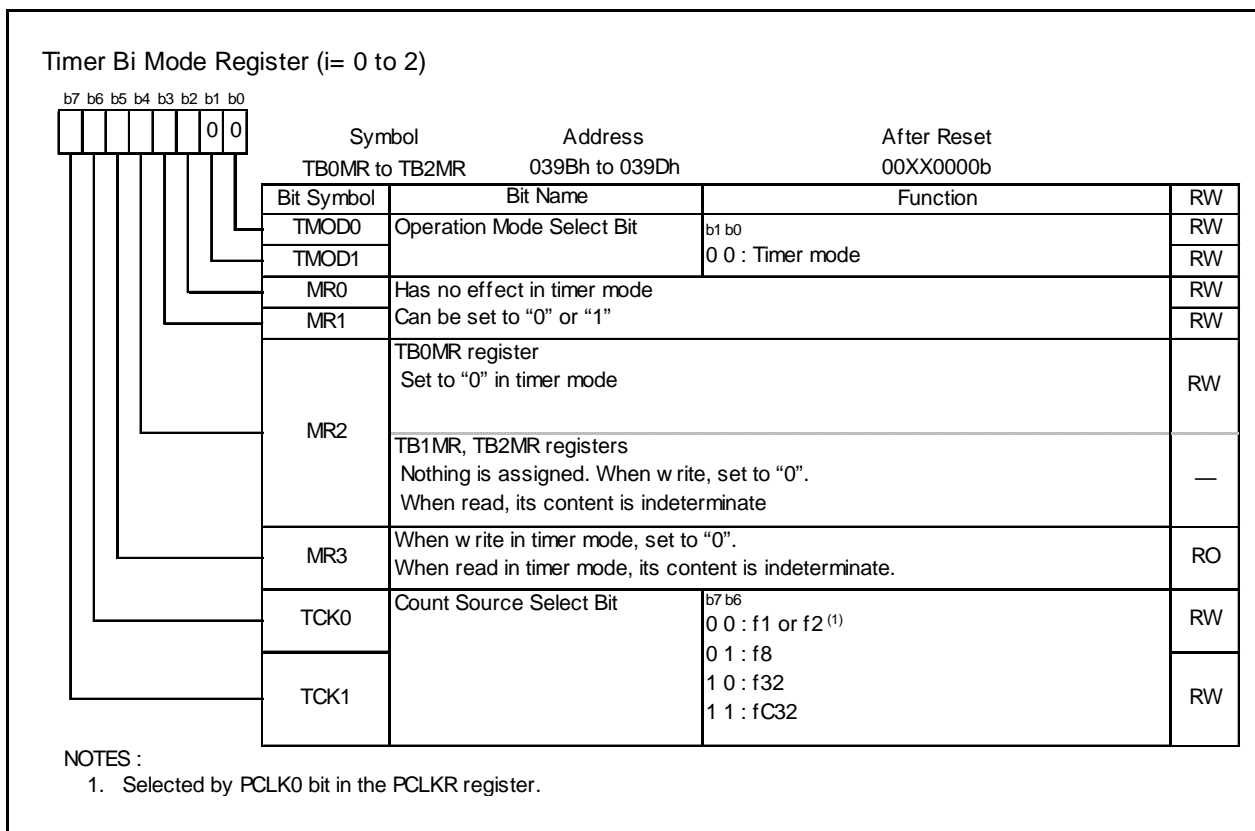 Timer Bi Mode Register (i= 0 to 2)
b7 b6 b5 b4 b3 b2 b1 b0
0 0
Symbol Address After Reset
TB0MR to TB2MR 039Bh to 039Dh 00XX0000b
Bit Symbol Bit Name Function RW
TMOD0 Operation Mode Select Bit b1 b0 RW
TMOD1 0 0 : Timer mode RW
MR0 Has no effect in timer mode RW
MR1 Can be set to “0” or “1” RW
MR2
TB0MR register
Set to “0” in timer mode RW
TB1MR, TB2MR registers
Nothing is assigned. When w rite, set to “0”. —
When read, its content is indeterminate
MR3 When w rite in timer mode, set to “0”. RO
When read in timer mode, its content is indeterminate.
TCK0 Count Source Select Bit b7 b6 RW
0 0 : f1 or f2 (1)
0 1 : f8
TCK1 1 0 : f32 RW
1 1 : fC32
NOTES :
1. Selected by PCLK0 bit in the PCLKR register.